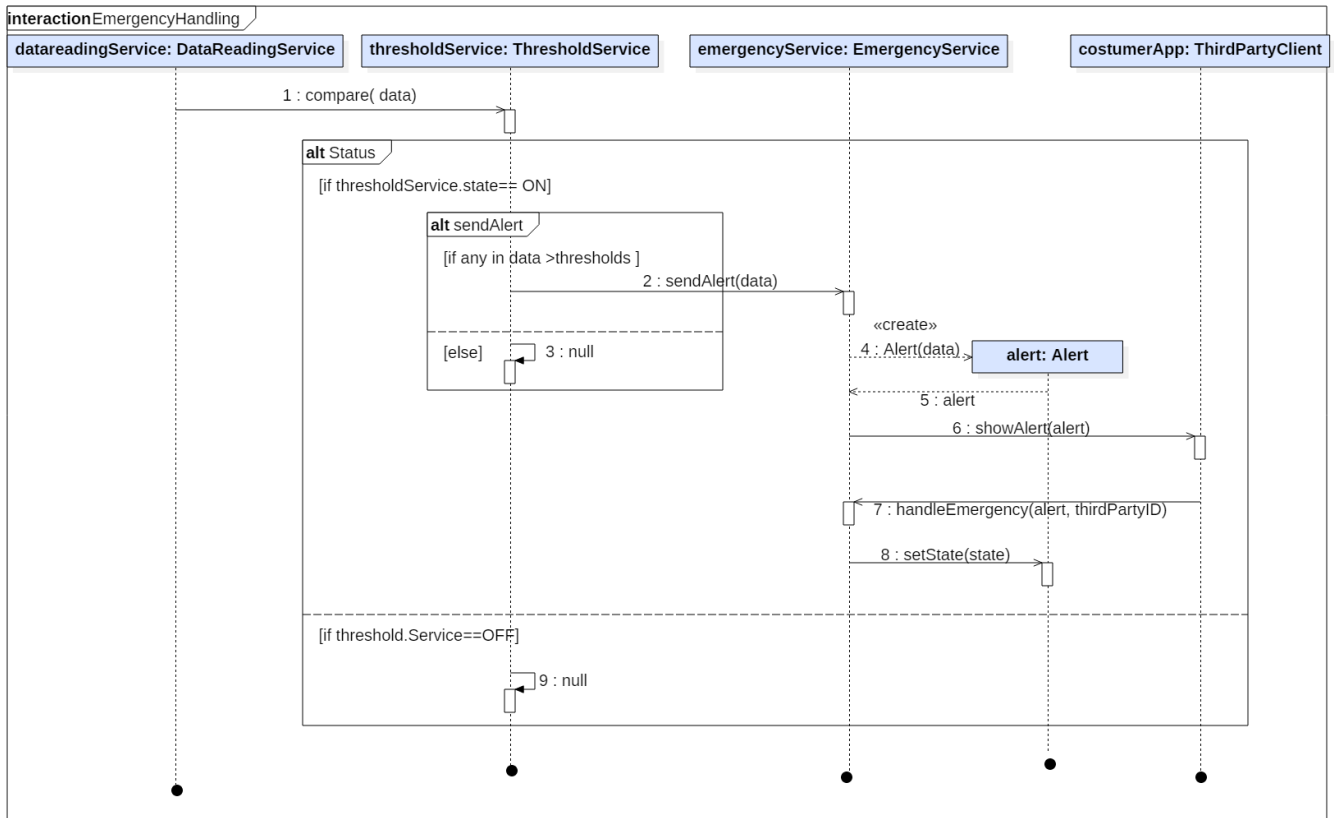 interaction EmergencyHandling
datareadingService: DataReadingService
thresholdService: ThresholdService
emergencyService: EmergencyService
costumerApp: ThirdPartyClient
1 : compare( data)
alt Status
[if thresholdService.state== ON]
alt sendAlert
[if any in data >thresholds ]
2 : sendAlert(data)
«create»
[else]
3 : null
4 : Alert(data)
alert: Alert
5 : alert
6 : showAlert(alert)
7 : handleEmergency(alert, thirdPartyID)
8 : setState(state)
[if threshold.Service==OFF]
9 : null